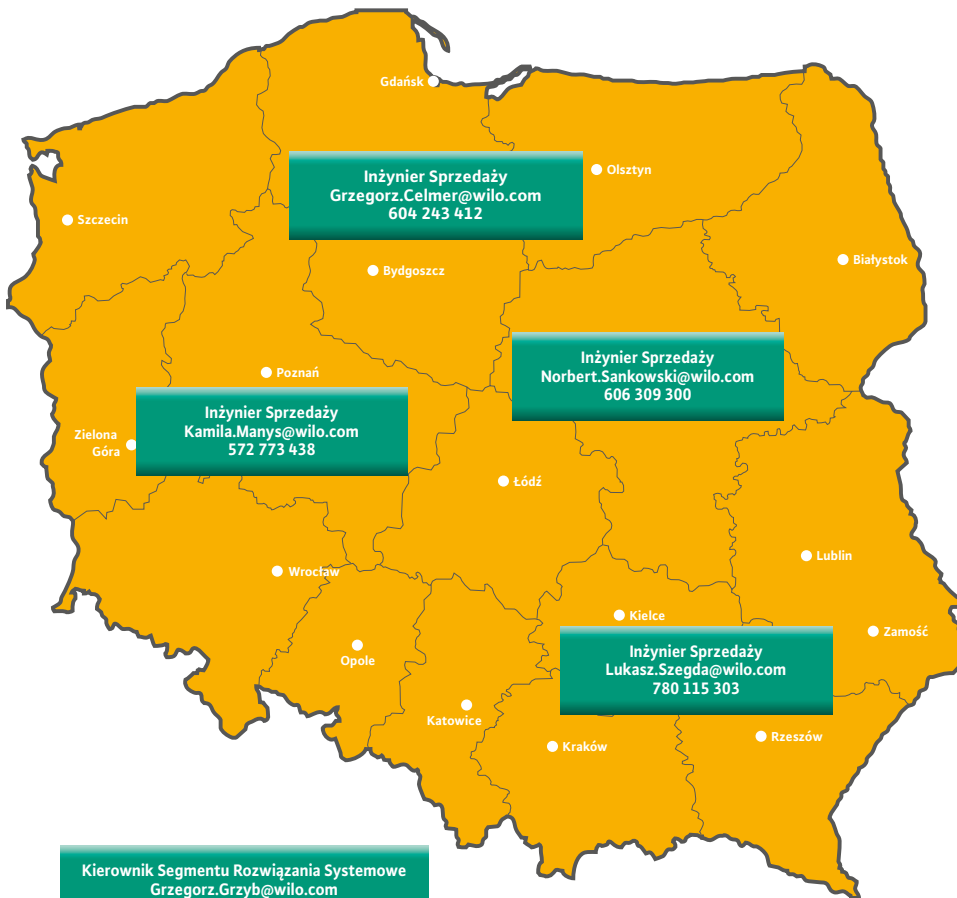 Gdańsk
Inżynier Sprzedaży
Grzegorz.Celmer@wilo.com
604 243 412
Olsztyn
Szczecin
Bydgoszcz
Białystok
Inżynier Sprzedaży
Norbert.Sankowski@wilo.com
606 309 300
Poznań
Inżynier Sprzedaży
Kamila.Manys@wilo.com
572 773 438
Zielona
Góra
Łódź
Wrocław
Lublin
Kielce
Zamość
Inżynier Sprzedaży
Lukasz.Szegda@wilo.com
780 115 303
Opole
Katowice
Kraków
Rzeszów
Kierownik Segmentu Rozwiązania Systemowe
Grzegorz.Grzyb@wilo.com